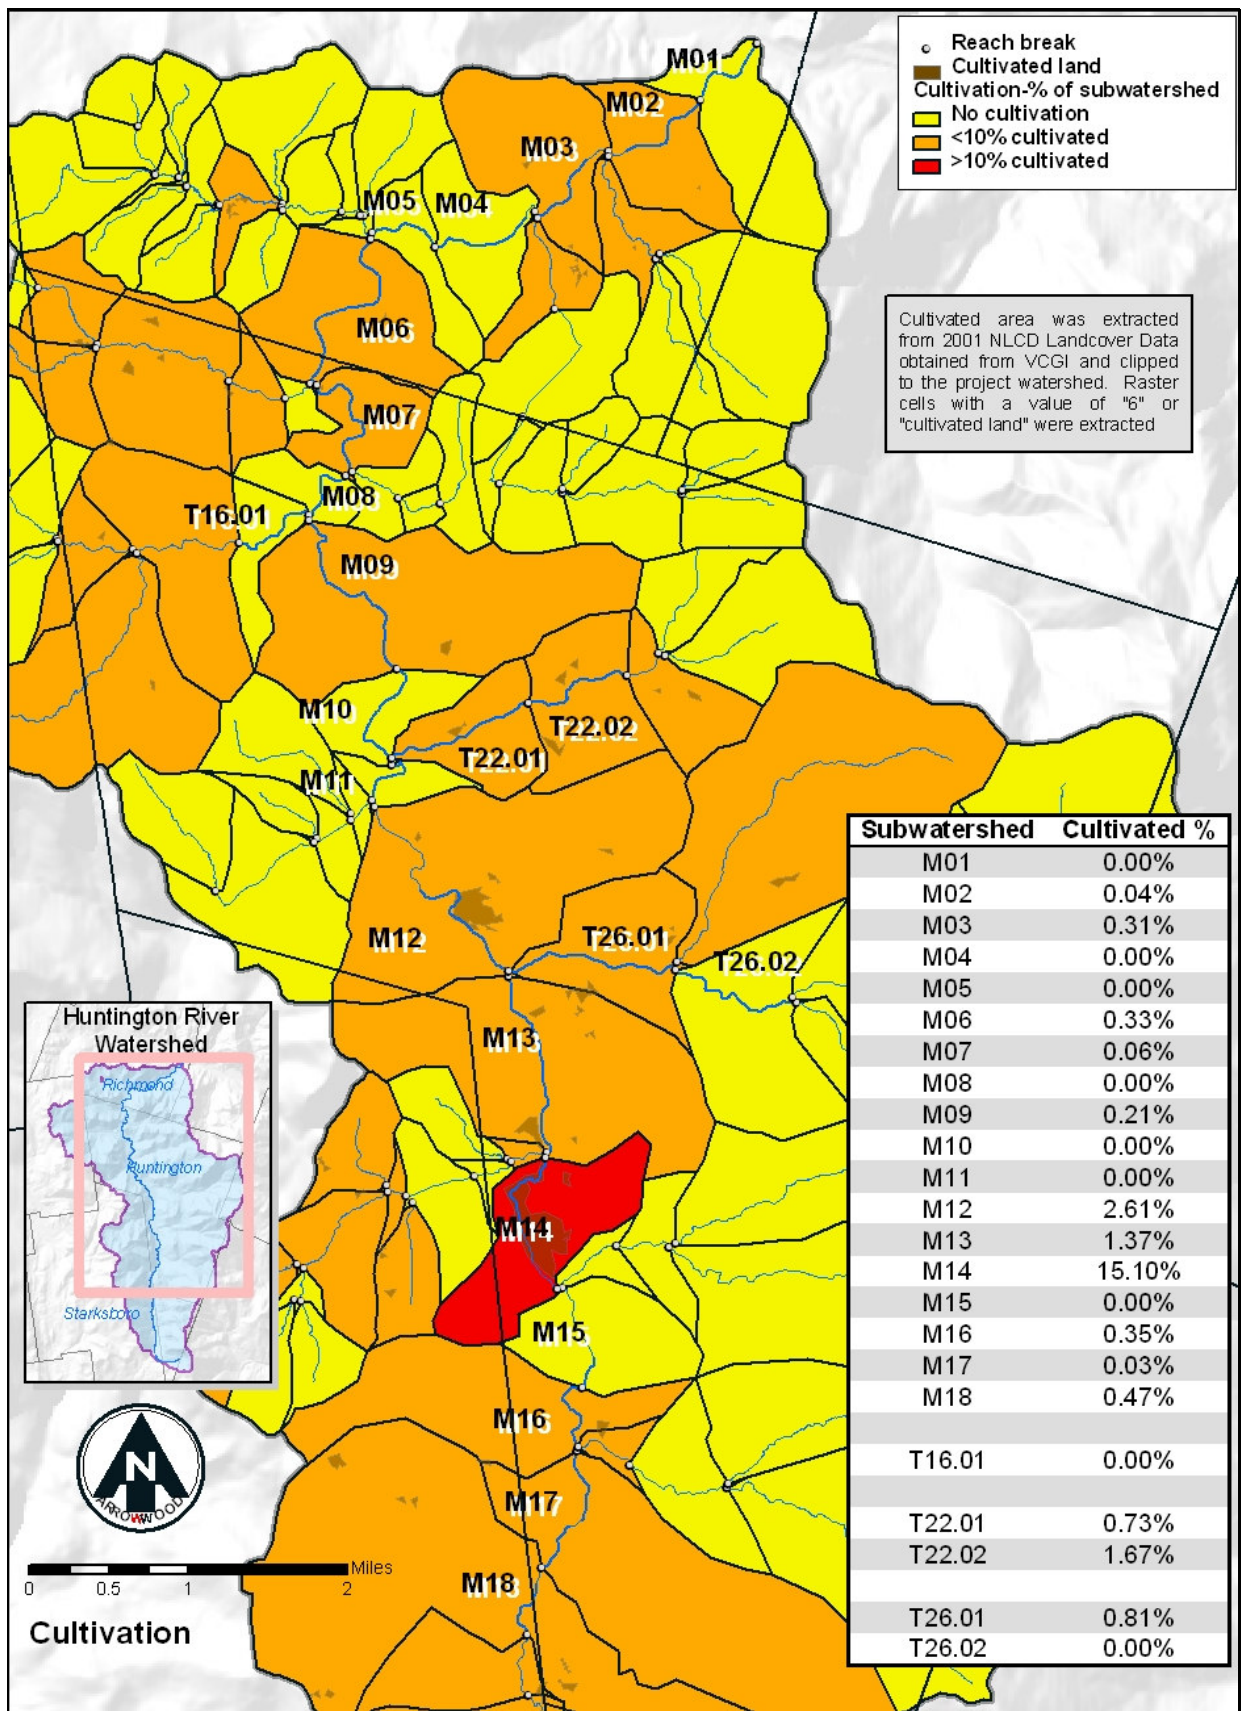 M01
M02
M03
M05
M04
M06
M07
M08
T16.01
M09
M10
T22.02
T22.01
M11
M12
T26.01
T26.02
M13
M14
M15
M16
M17
M18
Reach break
Cultivated land
Cultivation-% of subwatershed
No cultivation
<10% cultivated
>10% cultivated
Cultivated area was extracted
from 2001 NLCD Landcover Data
obtained from VCGI and clipped
to the project watershed. Raster
cells with a value of "6" or
"cultivated land" were extracted
Subwatershed Cultivated %
M01 0.00%
M02 0.04%
M03 0.31%
M04 0.00%
M05 0.00%
M06 0.33%
M07 0.06%
M08 0.00%
M09 0.21%
M10 0.00%
M11 0.00%
M12 2.61%
M13 1.37%
M14 15.10%
M15 0.00%
M16 0.35%
M17 0.03%
M18 0.47%
T16.01 0.00%
T22.01 0.73%
T22.02 1.67%
T26.01 0.81%
T26.02 0.00%
Huntington River
Watershed
Richmond
Huntington
Starksboro
N
ARROWWOOD
Miles
0 0.5 1 2
Cultivation